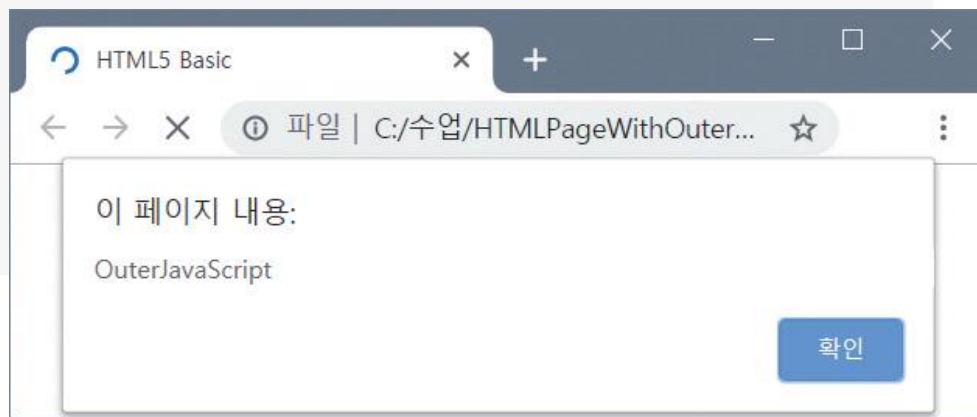 HTML5 Basic
파일 | C:/수업/HTMLPageWithOuter...
이 페이지 내용:
OuterJavaScript
확인